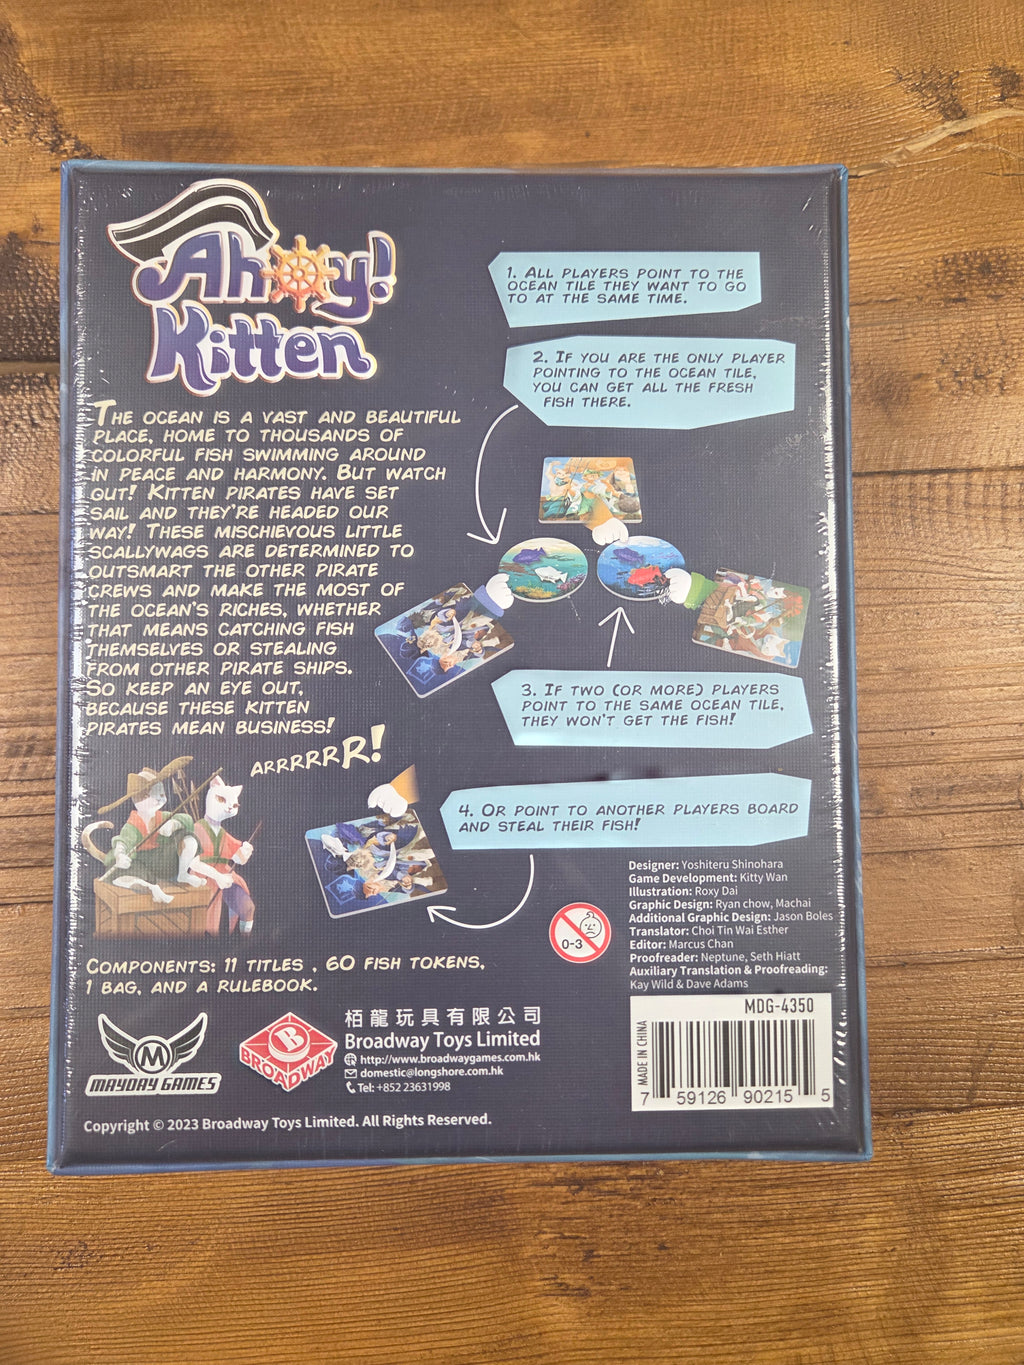 Ahoy!
Kitten
The ocean is a vast and beautiful
place, home to thousands of
colorful fish swimming around
in peace and harmony. But watch
out! Kitten pirates have set
sail and they're headed our
way! These mischievous little
scallywags are determined to
outsmart the other pirate
crews and make the most of
the ocean's riches, whether
that means catching fish
themselves or stealing
from other pirate ships.
So keep an eye out,
because these kitten
pirates mean business!
ARRRRRR!
1. All players point to the
ocean tile they want to go
to at the same time.
2. If you are the only player
pointing to the ocean tile,
you can get all the fresh
fish there.
3. If two (or more) players
point to the same ocean tile,
they won't get the fish!
4. Or point to another players board
and steal their fish!
Components: 11 titles , 60 fish tokens,
1 bag, and a rulebook.
0-3
Designer: Yoshiteru Shinohara
Game Development: Kitty Wan
Illustration: Roxy Dai
Graphic Design: Ryan chow, Machai
Additional Graphic Design: Jason Boles
Translator: Choi Tin Wai Esther
Editor: Marcus Chan
Proofreader: Neptune, Seth Hiatt
Auxiliary Translation & Proofreading:
Kay Wild & Dave Adams
M
MAYDAY GAMES
B
BROADWAY
栢龍玩具有限公司
Broadway Toys Limited
http://www.broadwaygames.com.hk
domestic@longshore.com.hk
Tel: +852 23631998
MDG-4350
MADE IN CHINA
7 59126 90215 5
Copyright © 2023 Broadway Toys Limited. All Rights Reserved.